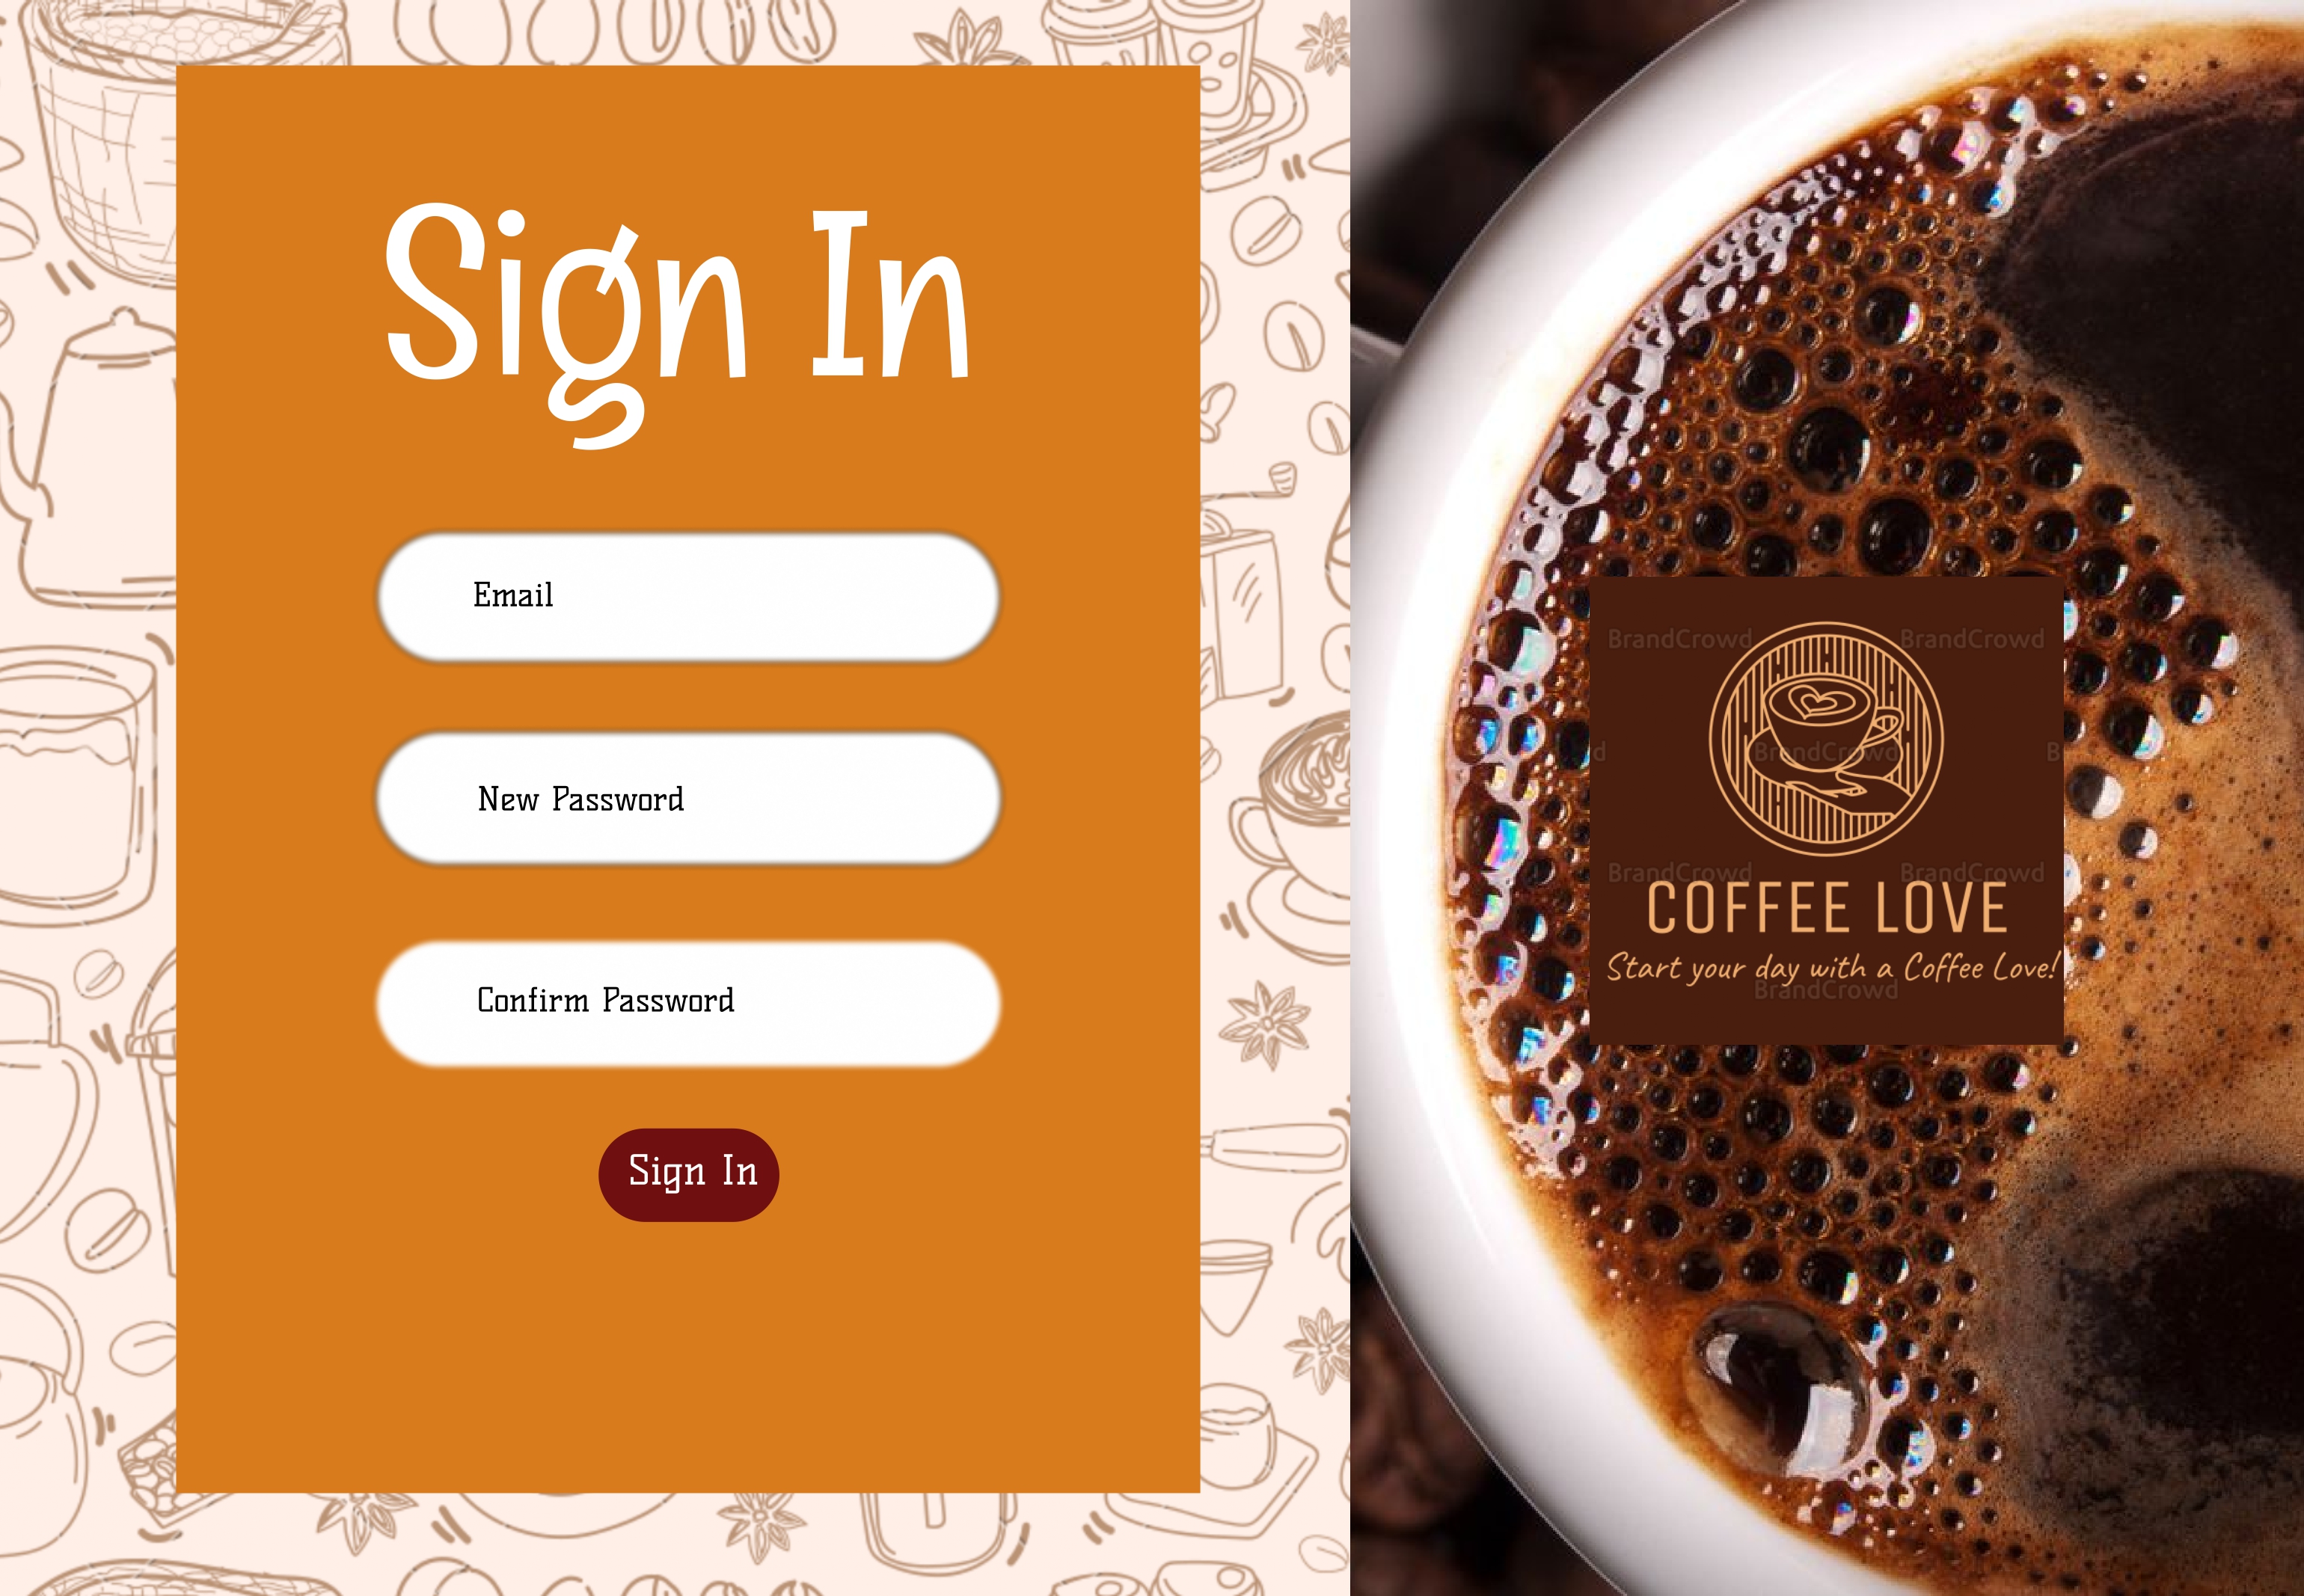 Sign In
Email
New Password
Confirm Password
Sign In
BrandCrowd BrandCrowd
BrandCrowd
BrandCrowd BrandCrowd
COFFEE LOVE
Start your day with a Coffee Love!
BrandCrowd